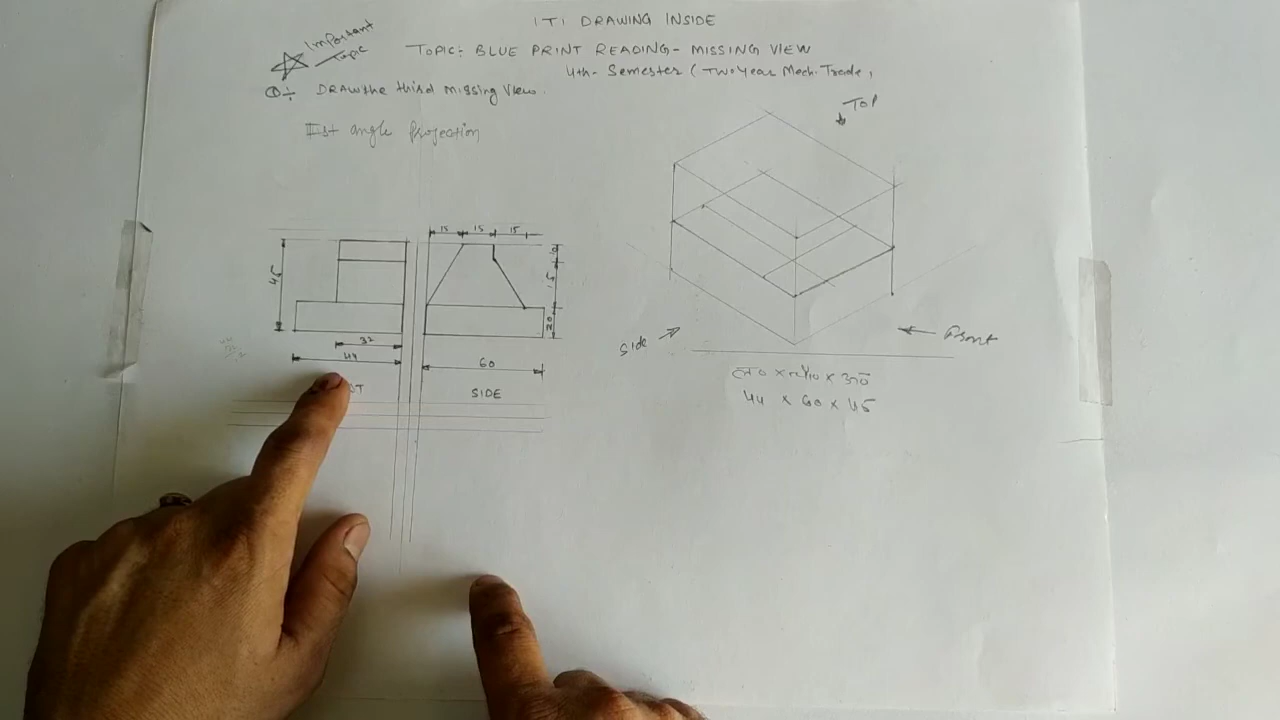 ITI DRAWING INSIDE
Important
Topic
TOPIC:- BLUE PRINT READING - MISSING VIEW
4th - Semester (Two Year Mech. Trade,
Q:- DRAW the third missing View.
Ist angle Projection
TOP
15 15 15
45
15
20
32
44
60
SIDE
Side
Front
44 x 60 x 45